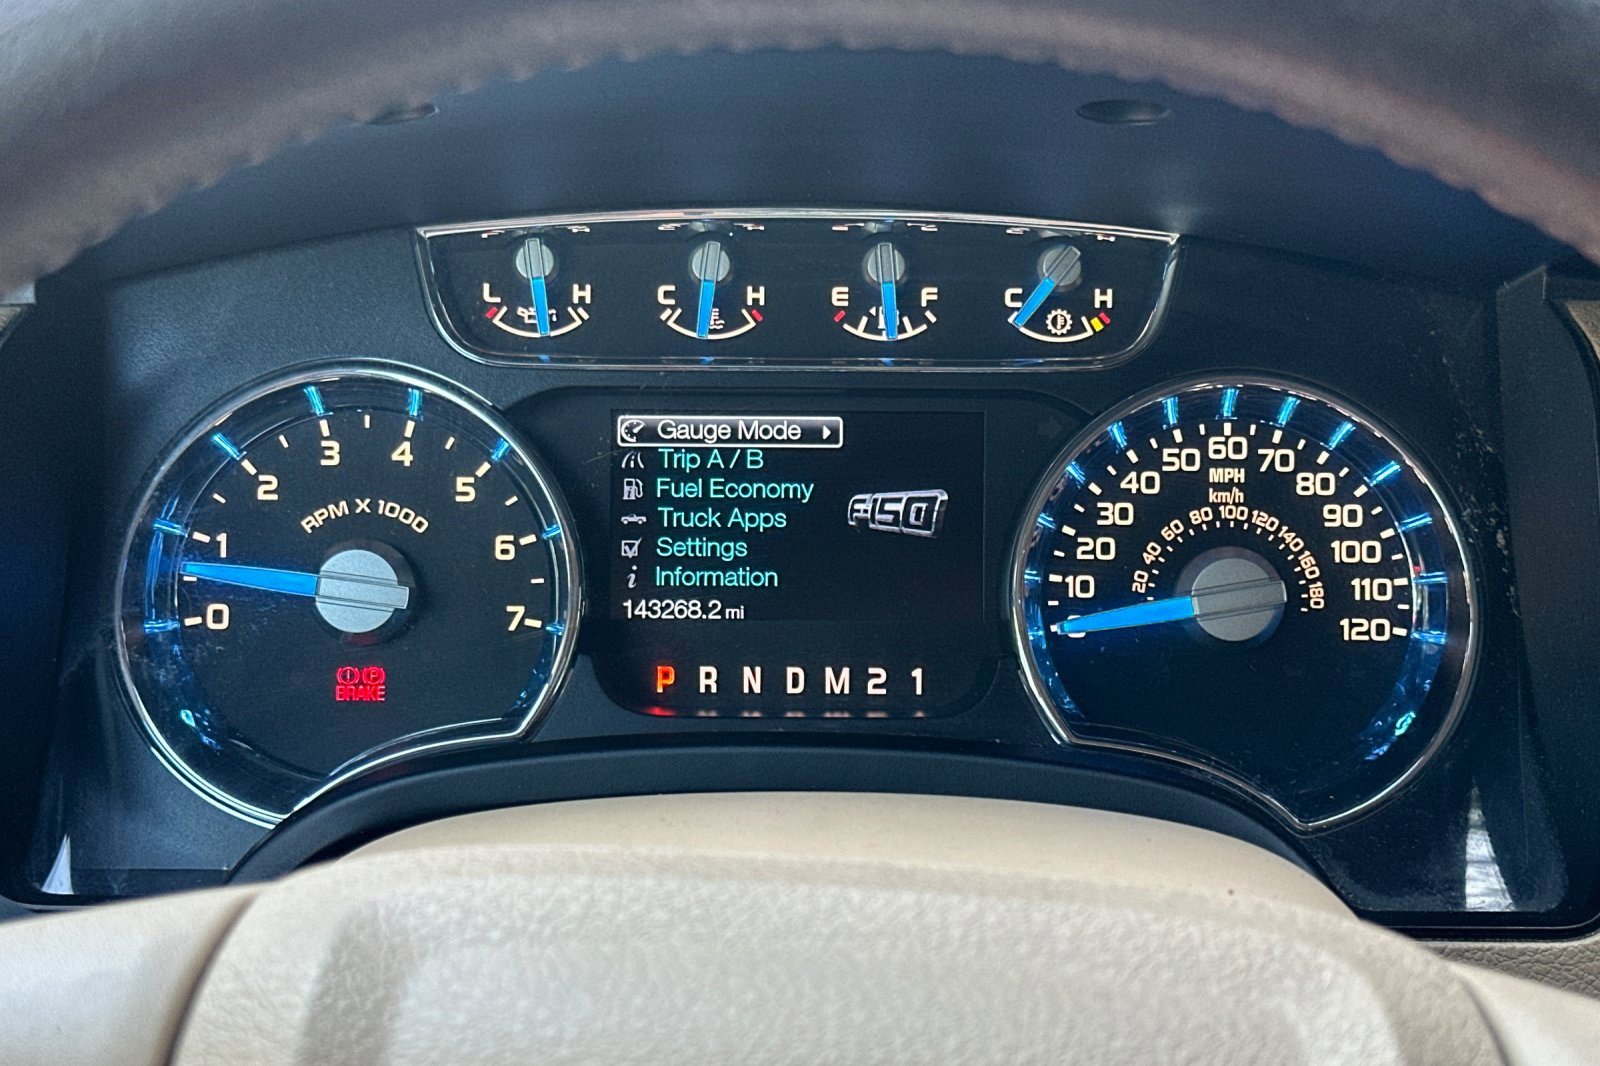 L H
C H
E F
C H
0 1 2 3 4 5 6 7
RPM X 1000
BRAKE
Gauge Mode
Trip A / B
Fuel Economy
F-150
Truck Apps
Settings
Information
143268.2 mi
P R N D M 2 1
10 20 30 40 50 60 70 80 90 100 110 120
MPH
km/h
20 40 60 80 100 120 140 160 180